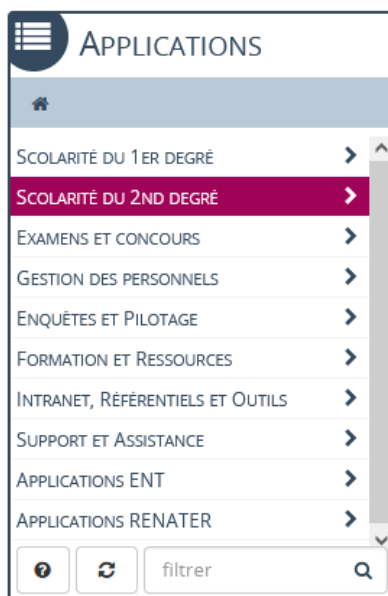 Applications
Scolarité du 1er degré
Scolarité du 2nd degré
Examens et concours
Gestion des personnels
Enquêtes et Pilotage
Formation et Ressources
Intranet, Référentiels et Outils
Support et Assistance
Applications ENT
Applications RENATER
filtrer